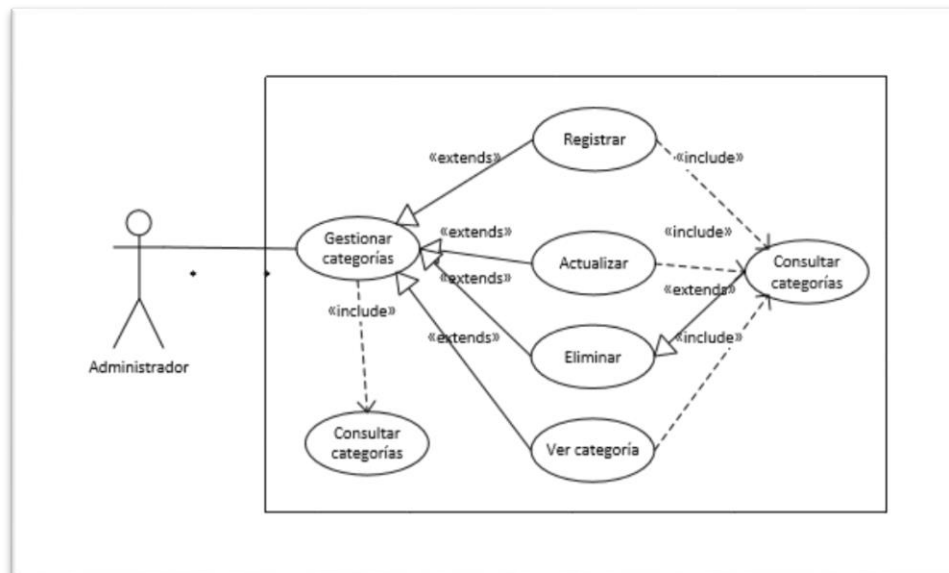 Registrar
«extends»
«include»
Gestionar
categorías
«extends»
«include»
Actualizar
Consultar
categorías
«extends»
«extends»
«include»
«extends»
«include»
Eliminar
Administrador
Consultar
categorías
Ver categoría